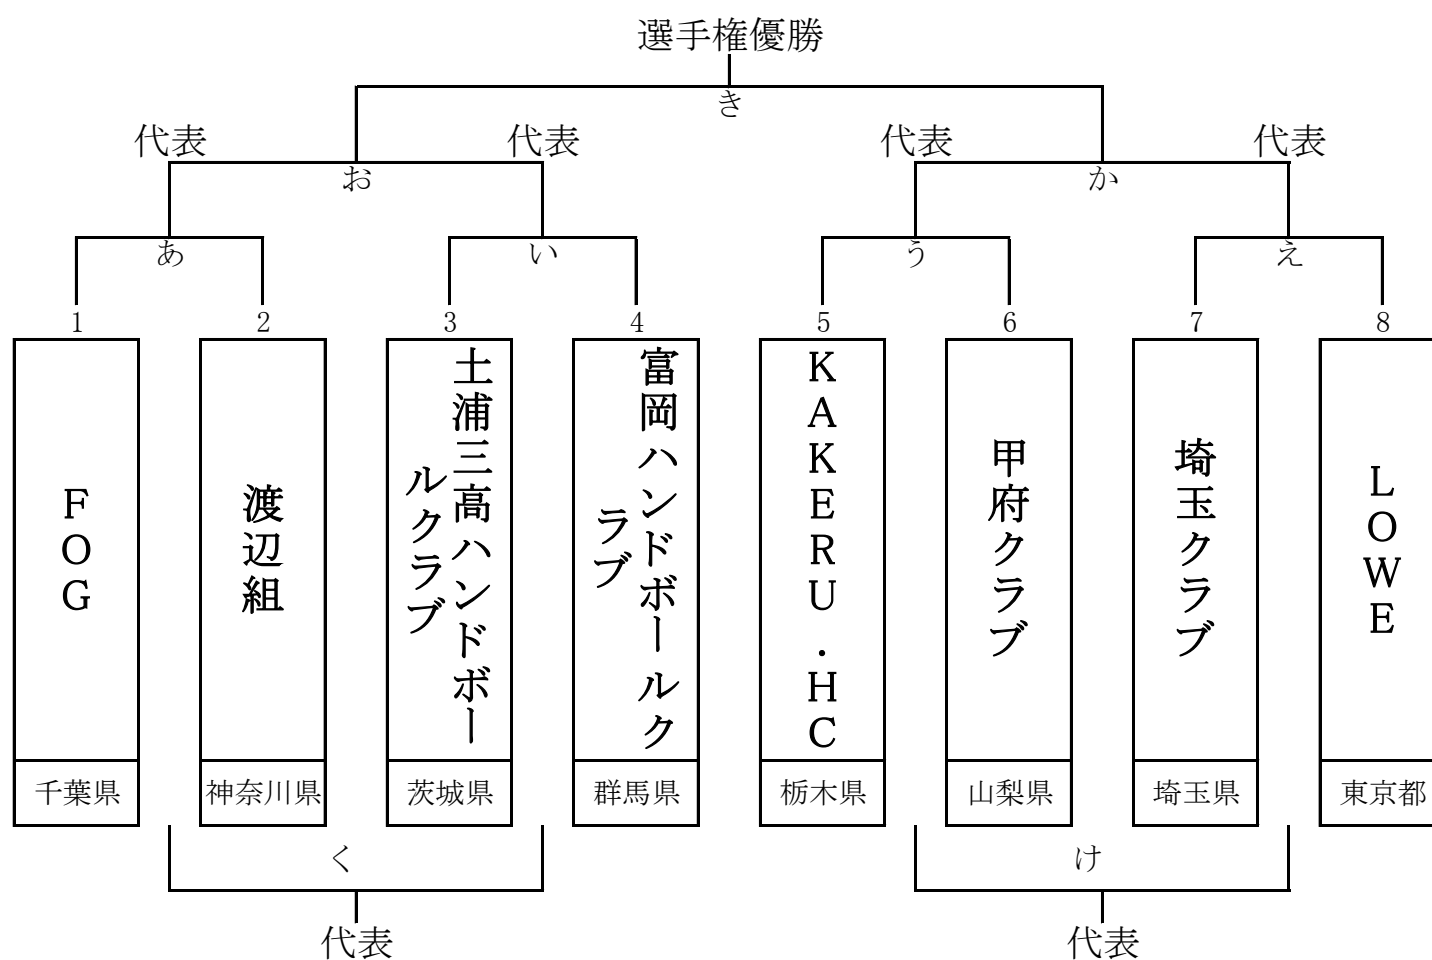 選手権優勝
き
代表
代表
代表
代表
お
か
あ
い
う
え
1
2
3
4
5
6
7
8
FOG
渡辺組
土浦三高ハンドボー
ルクラブ
富岡ハンドボールク
ラブ
KAKERU.HC
甲府クラブ
埼玉クラブ
LOWE
千葉県
神奈川県
茨城県
群馬県
栃木県
山梨県
埼玉県
東京都
く
け
代表
代表